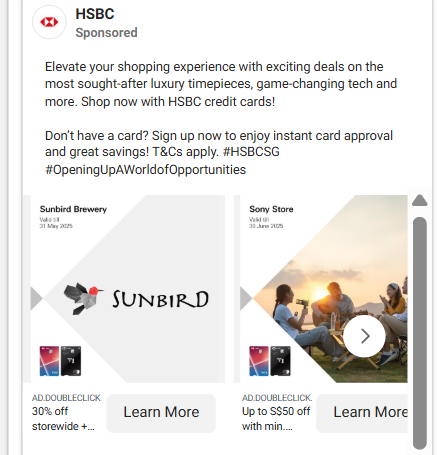 HSBC
Sponsored
Elevate your shopping experience with exciting deals on the
most sought-after luxury timepieces, game-changing tech and
more. Shop now with HSBC credit cards!
Don't have a card? Sign up now to enjoy instant card approval
and great savings! T&Cs apply. #HSBCSG
#OpeningUpAWorldofOpportunities
Sunbird Brewery
Valid till
31 May 2025
SUNBIRD
AD.DOUBLECLICK.
30% off
storewide +...
Learn More
Sony Store
Valid till
30 June 2025
AD.DOUBLECLICK.
Up to S$50 off
with min....
Learn More